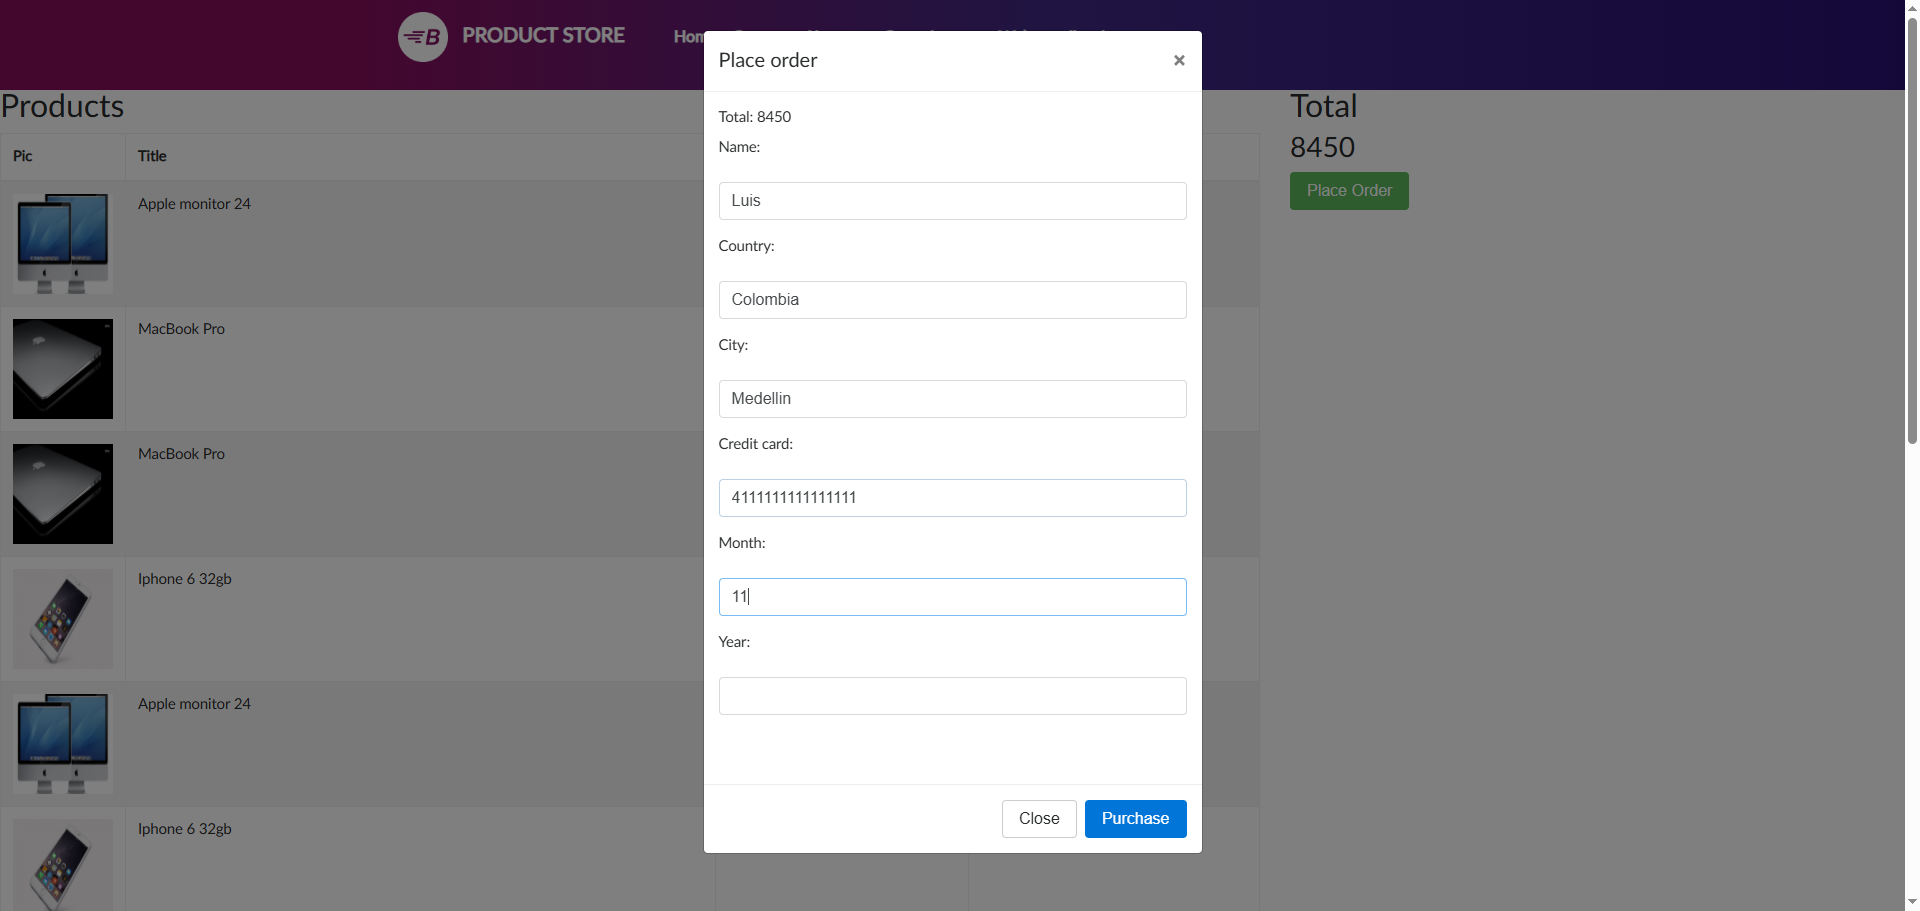 B PRODUCT STORE
Place order
×
Total: 8450
Name:
Luis
Country:
Colombia
City:
Medellin
Credit card:
4111111111111111
Month:
11
Year:
Close
Purchase
Products
Pic
Title
Apple monitor 24
MacBook Pro
MacBook Pro
Iphone 6 32gb
Apple monitor 24
Iphone 6 32gb
Total
8450
Place Order